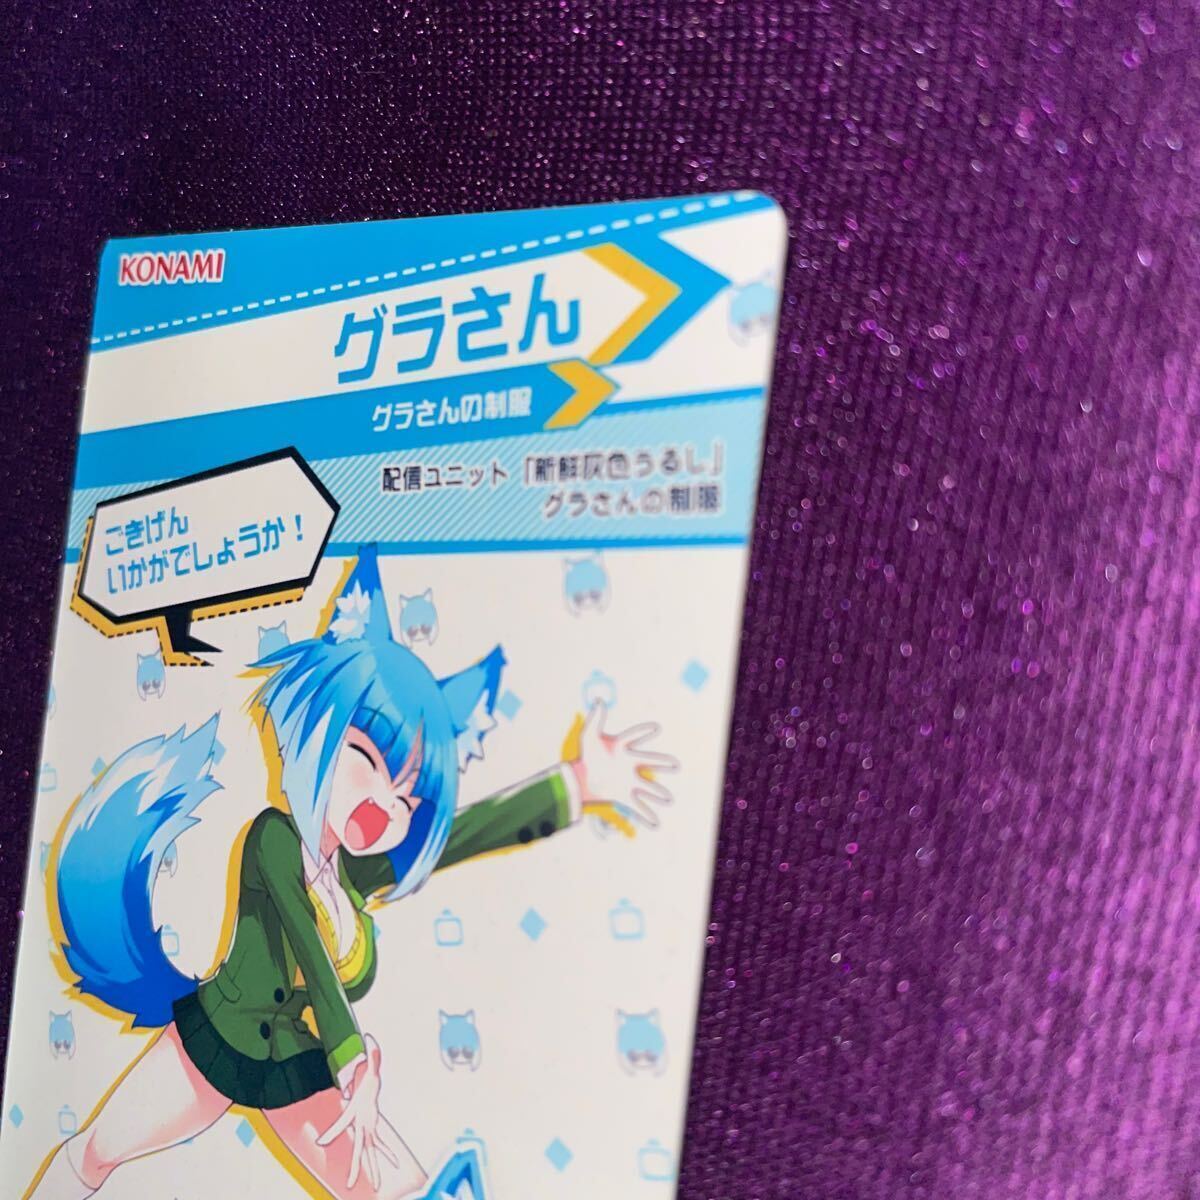 KONAMI
グラさん
グラさんの制服
配信ユニット「新鮮灰色うるし」
グラさんの制服
ごきげん
いかがでしょうか！